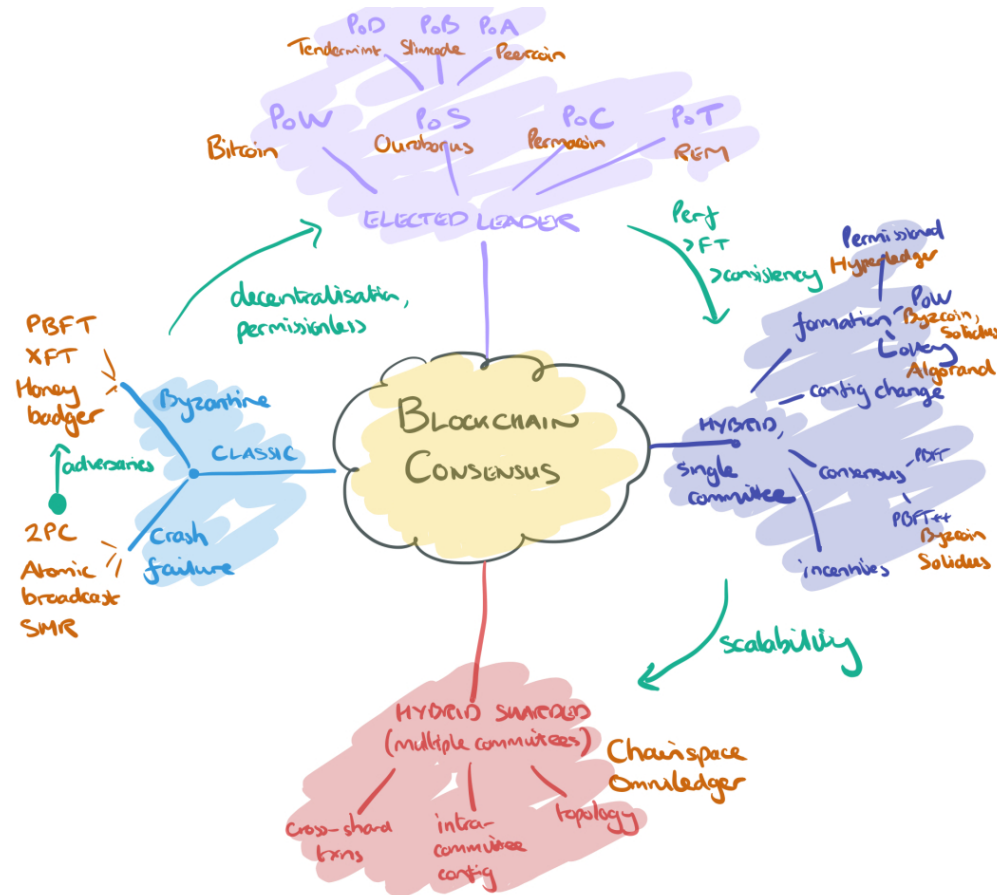 PoD PoB PoA
Tendermint Slimcode Peercoin
PoW PoS PoC PoT
Bitcoin Ouroborus Permacoin REM
ELECTED LEADER
decentralisation,
permissionless
Perf
>FT
>consistency
PBFT
XFT
Honey
badger
adversaries
2PC
Atomic
broadcast
SMR
Byzantine
CLASSIC
Crash
failure
BLOCKCHAIN
CONSENSUS
Permissioned
Hyperledger
formation
PoW
Byzcoin,
Solidus
Lottery
Algorand
config change
HYBRID,
single
committee
consensus
PBFT
PBFT++
Byzcoin
Solidus
incentives
scalability
HYBRID SHARDED
(multiple committees)
Chainspace
Omniledger
cross-shard
txns
intra-
committee
config
topology